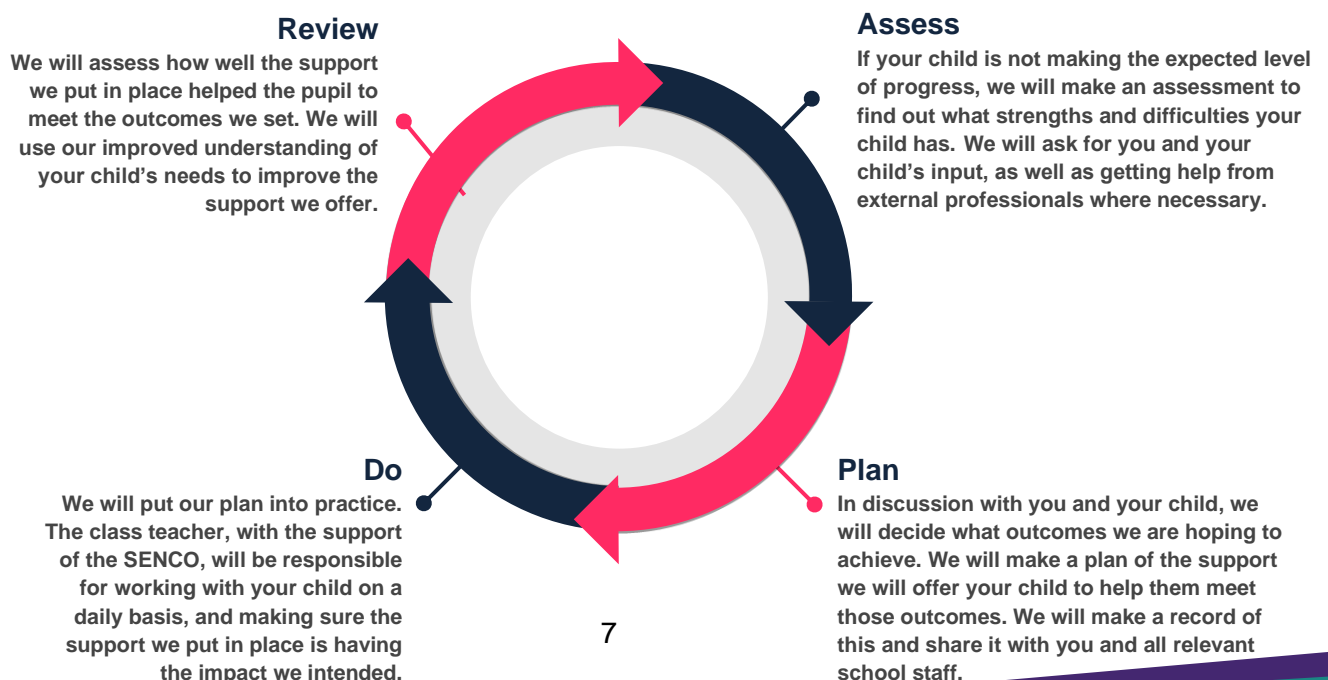 Review
We will assess how well the support
we put in place helped the pupil to
meet the outcomes we set. We will
use our improved understanding of
your child’s needs to improve the
support we offer.
Assess
If your child is not making the expected level
of progress, we will make an assessment to
find out what strengths and difficulties your
child has. We will ask for you and your
child’s input, as well as getting help from
external professionals where necessary.
Do
We will put our plan into practice.
The class teacher, with the support
of the SENCO, will be responsible
for working with your child on a
daily basis, and making sure the
support we put in place is having
the impact we intended.
Plan
In discussion with you and your child, we
will decide what outcomes we are hoping to
achieve. We will make a plan of the support
we will offer your child to help them meet
those outcomes. We will make a record of
this and share it with you and all relevant
school staff.
7